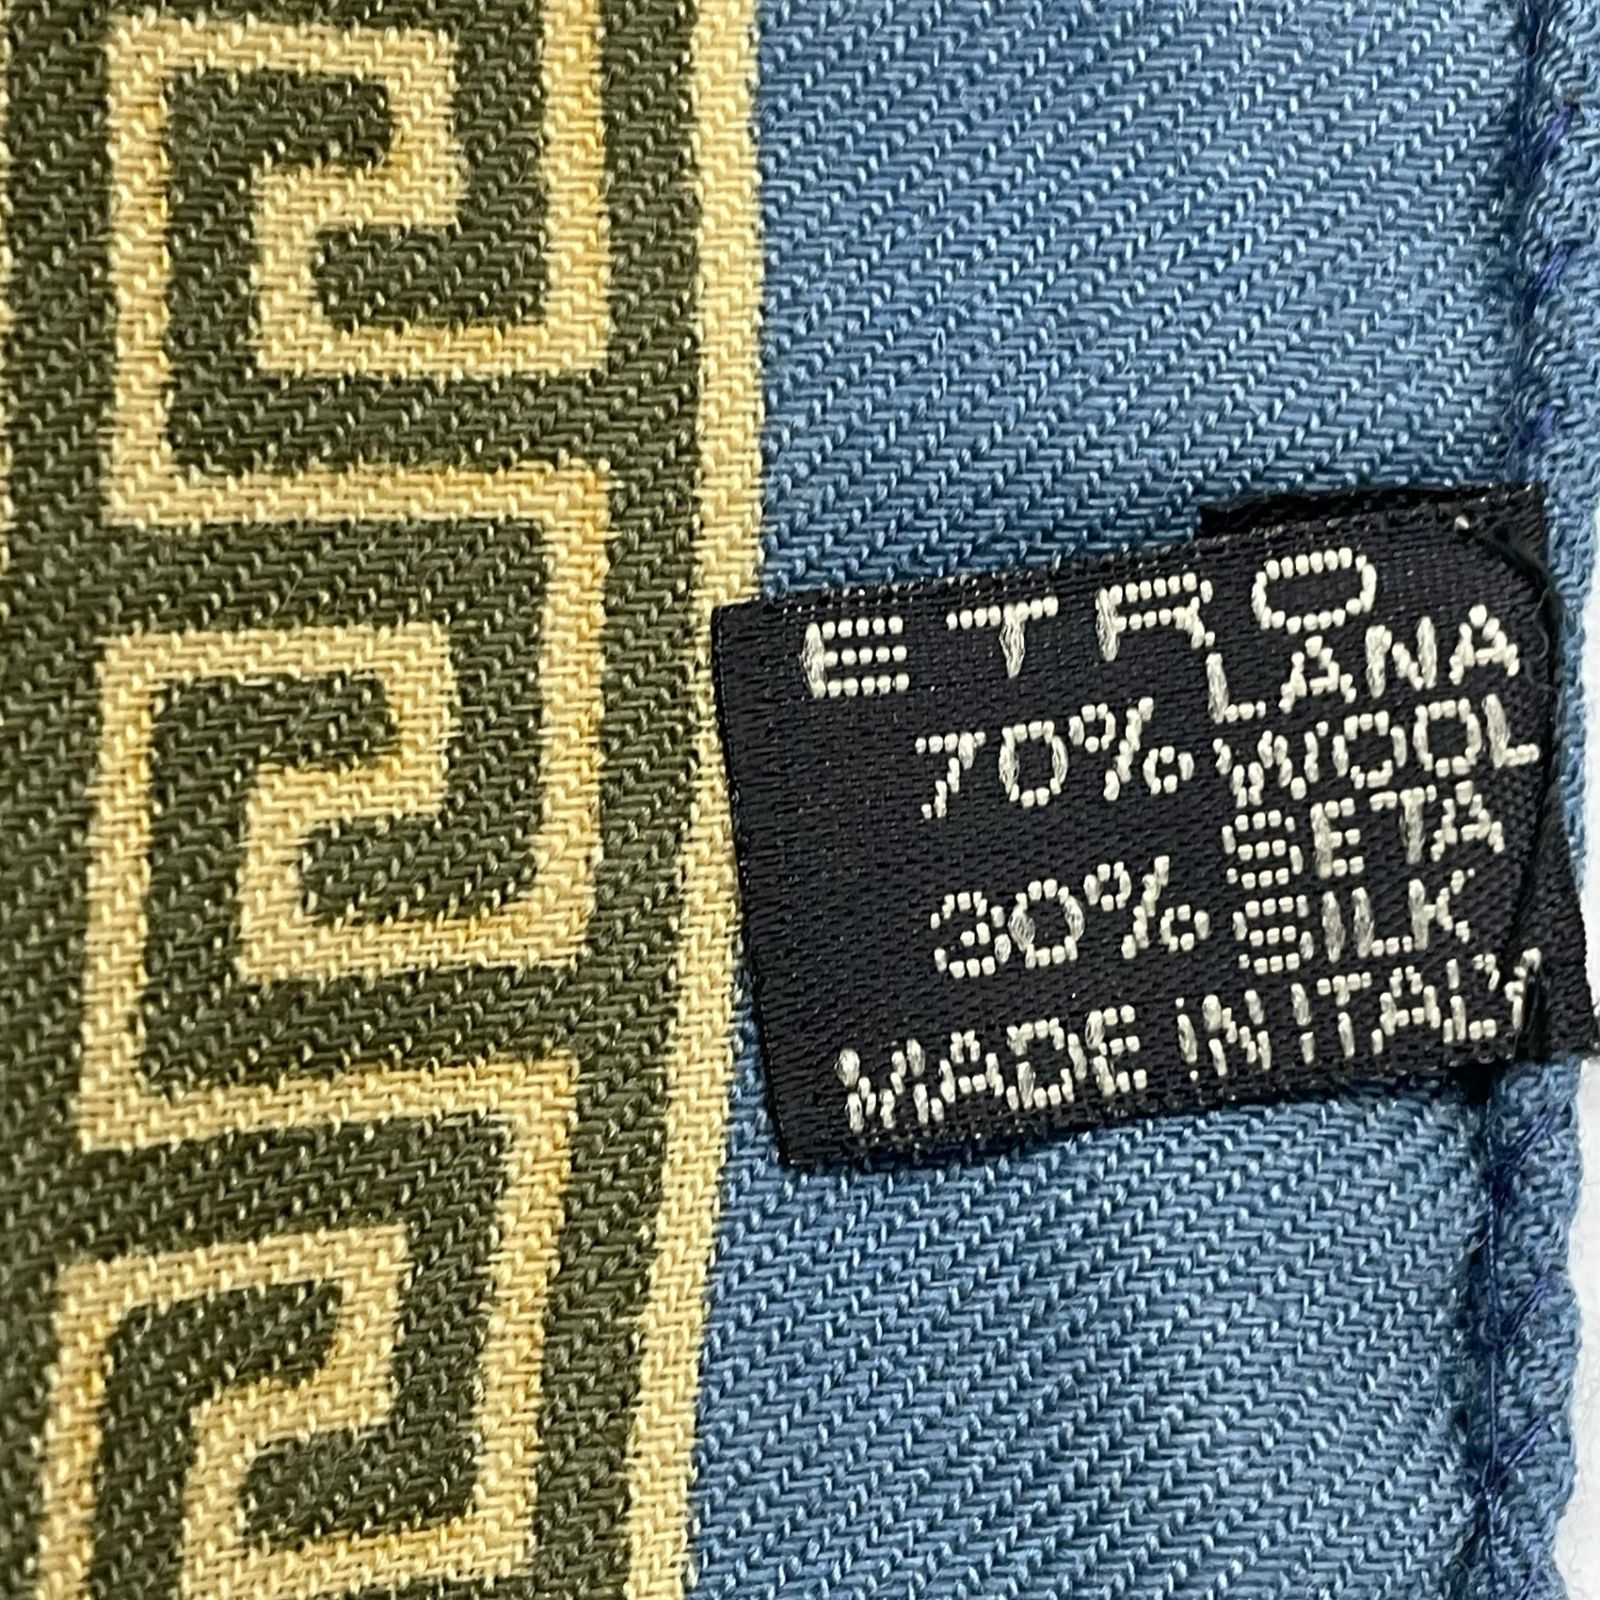 ETRO
LANA
70% WOOL
SETA
30% SILK
MADE IN ITALY